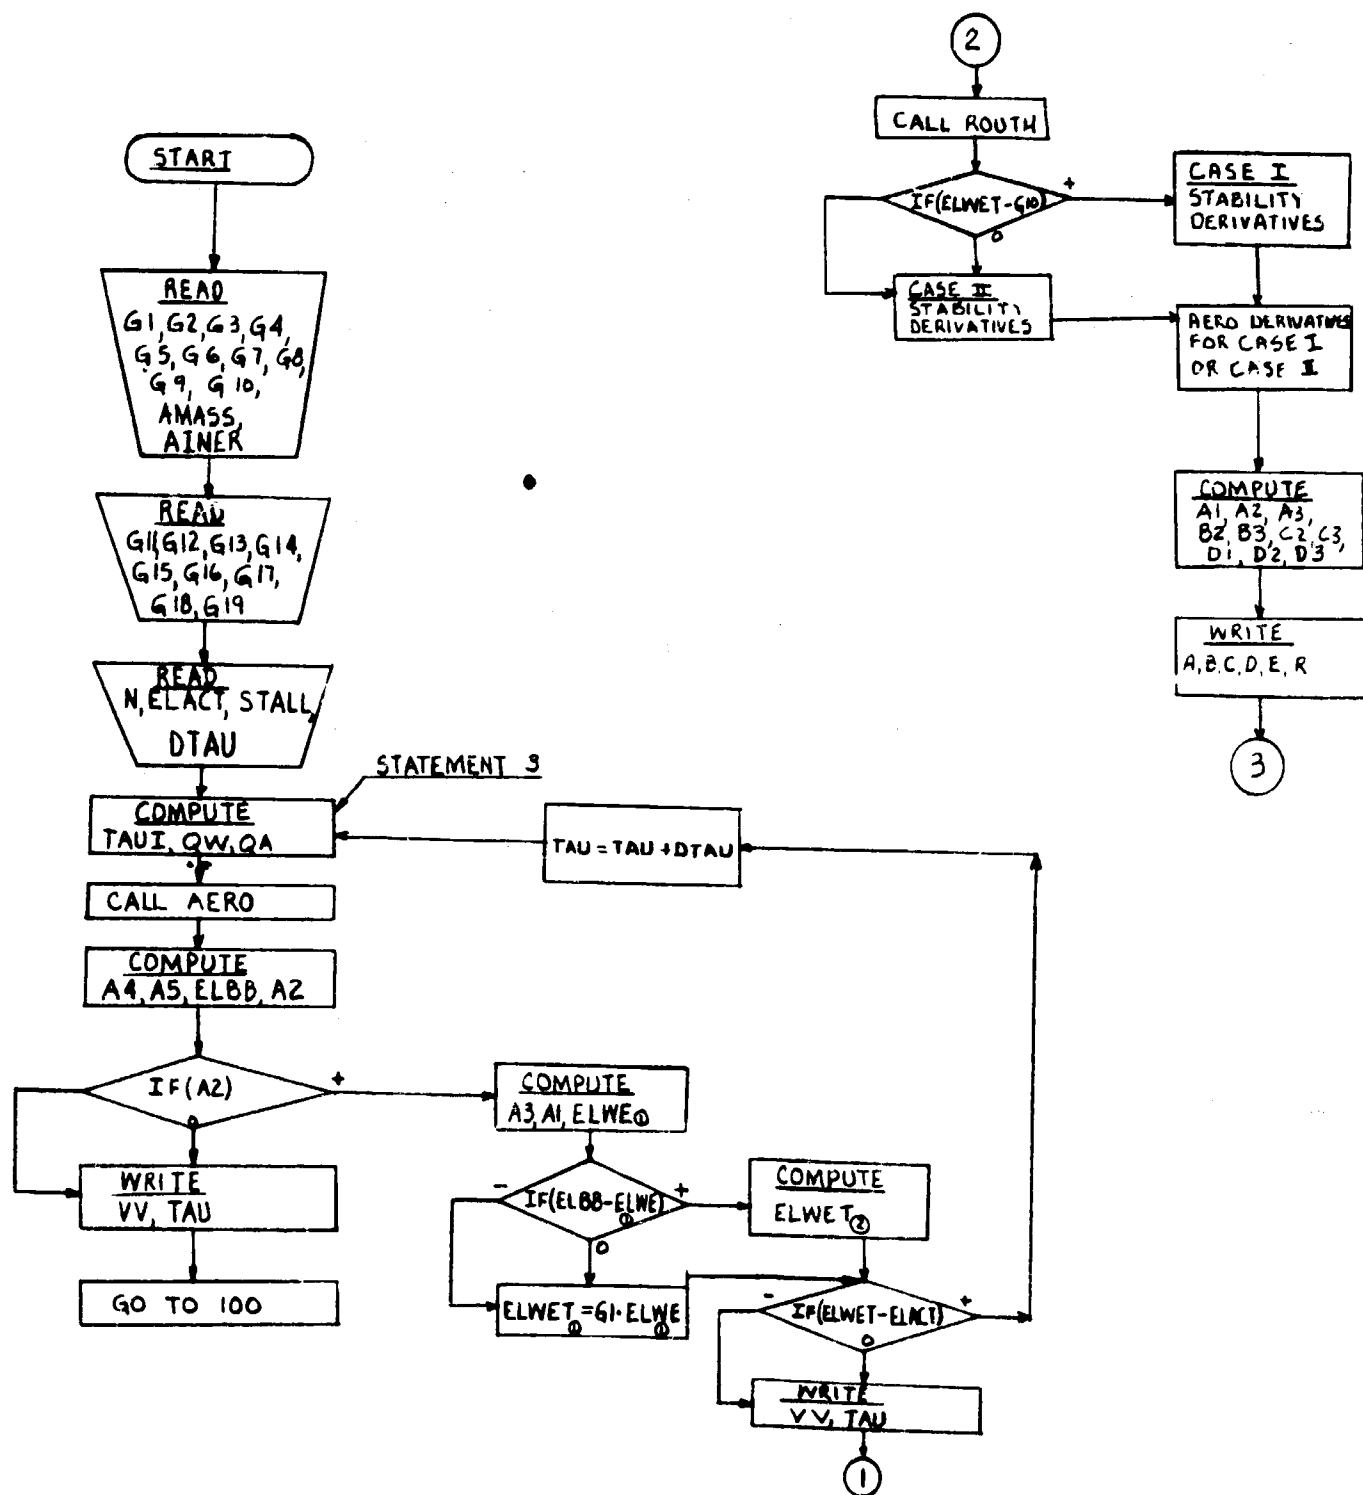 START
READ
G1, G2, G3, G4,
G5, G6, G7, G8,
G9, G10,
AMASS,
AINER
READ
G11, G12, G13, G14,
G15, G16, G17,
G18, G19
READ
N, ELACT, STALL,
DTAU
STATEMENT 3
COMPUTE
TAUI, QW, QA
TAU = TAU + DTAU
CALL AERO
COMPUTE
A4, A5, ELBB, A2
IF(A2)
+
0
WRITE
VV, TAU
GO TO 100
COMPUTE
A3, A1, ELWE①
IF(ELBB-ELWE)
①
-
+
0
ELWET = G1·ELWE
① ①
COMPUTE
ELWET②
IF(ELWET-ELACT)
-
+
0
WRITE
VV, TAU
1
2
CALL ROUTH
IF(ELWET-G10)
+
0
CASE I
STABILITY
DERIVATIVES
CASE II
STABILITY
DERIVATIVES
AERO DERIVATIVES
FOR CASE I
OR CASE II
COMPUTE
A1, A2, A3,
B2, B3, C2, C3,
D1, D2, D3
WRITE
A, B, C, D, E, R
3